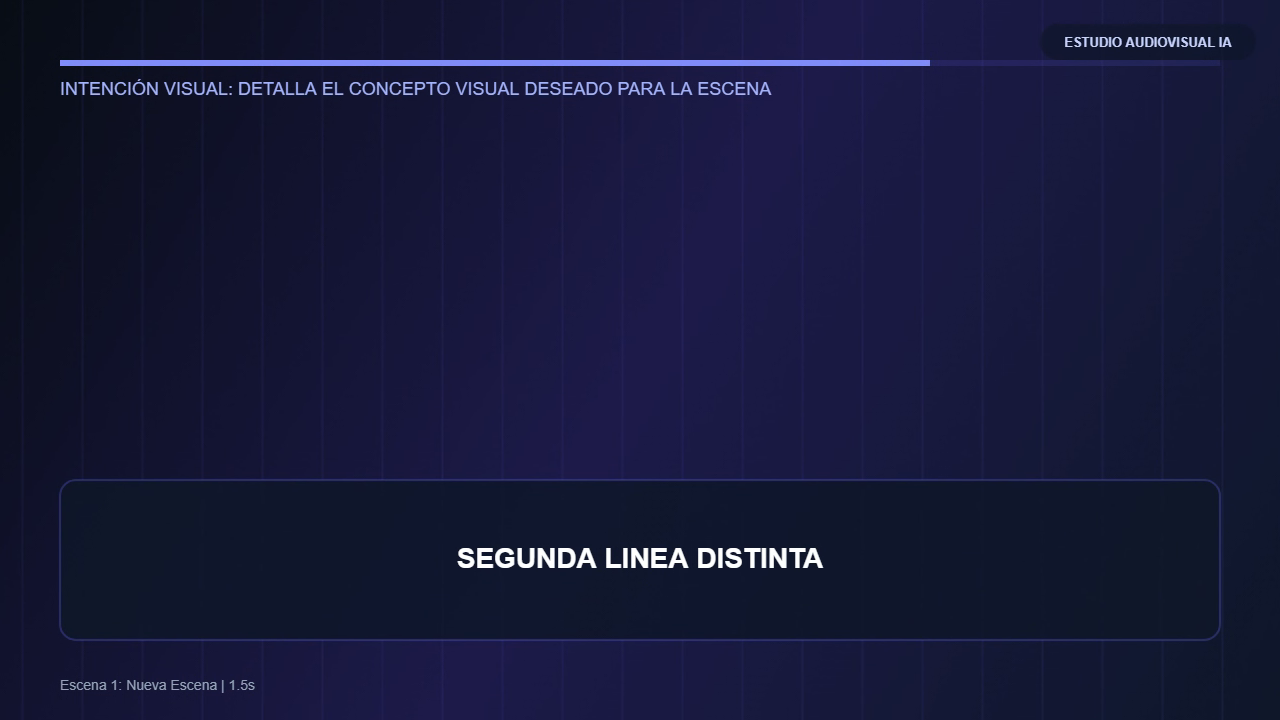 ESTUDIO AUDIOVISUAL IA
INTENCIÓN VISUAL: DETALLA EL CONCEPTO VISUAL DESEADO PARA LA ESCENA
SEGUNDA LINEA DISTINTA
Escena 1: Nueva Escena | 1.5s